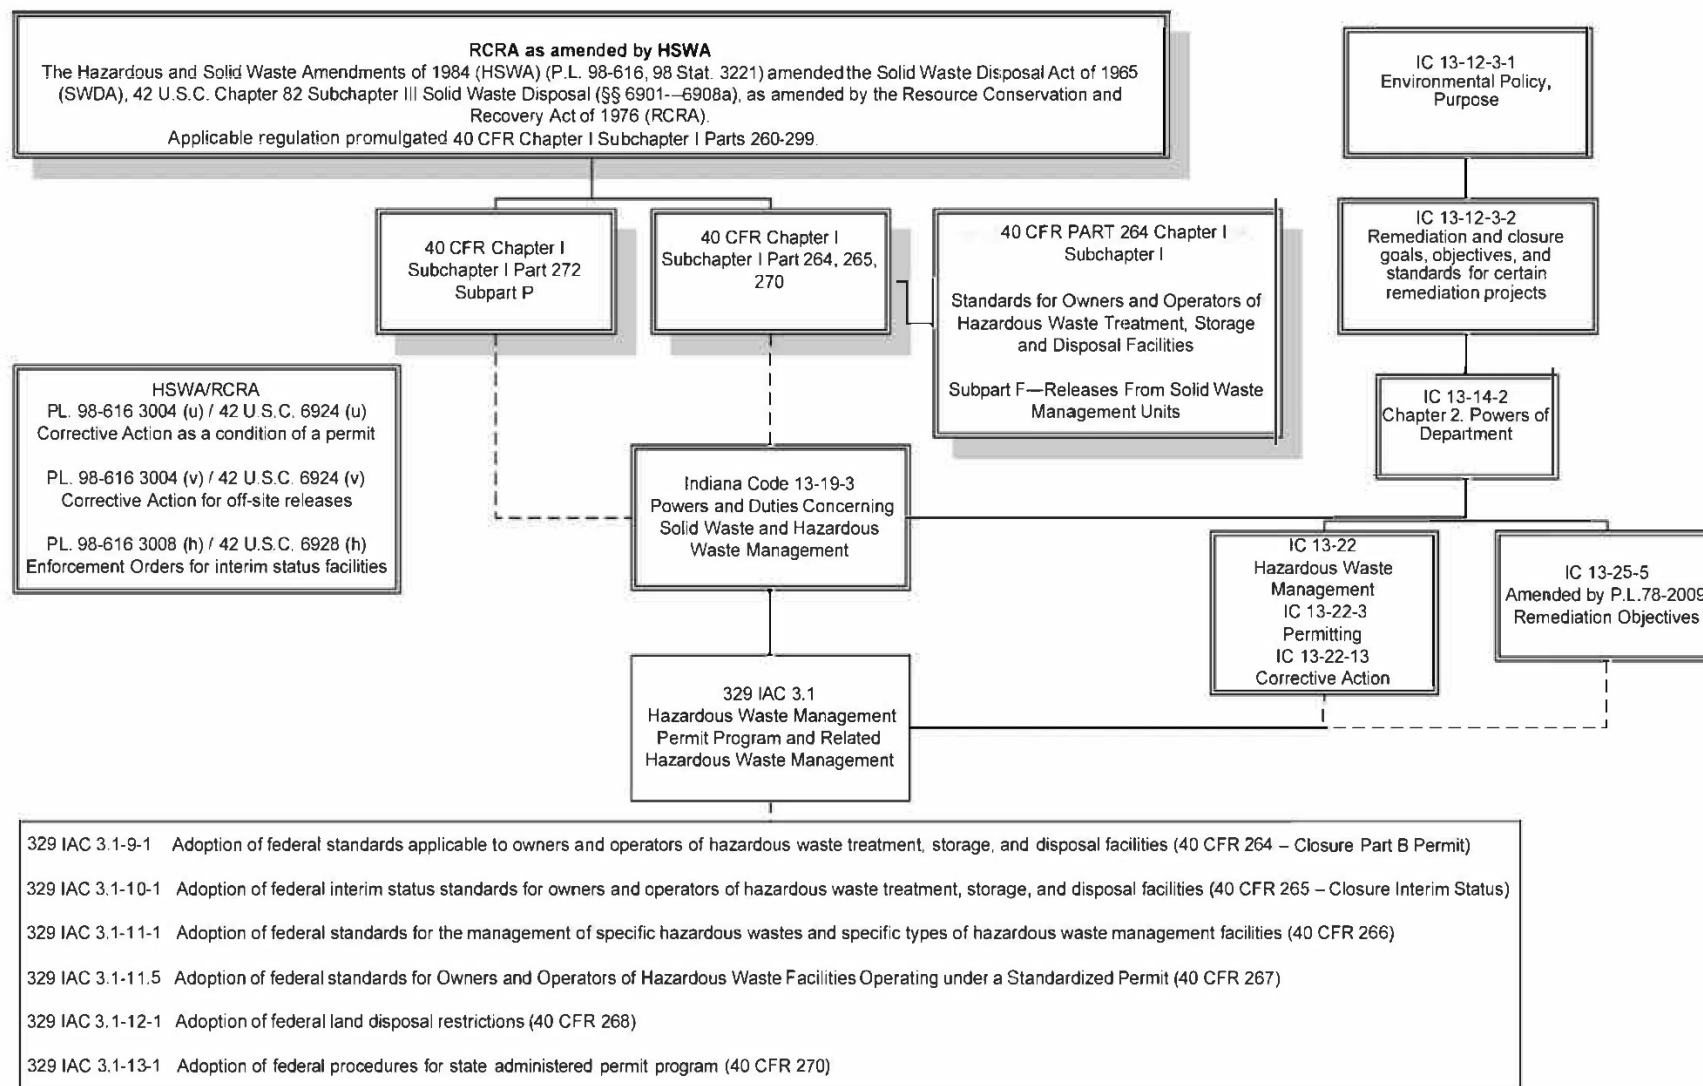 RCRA as amended by HSWA
The Hazardous and Solid Waste Amendments of 1984 (HSWA) (P.L. 98-616, 98 Stat. 3221) amended the Solid Waste Disposal Act of 1965
(SWDA), 42 U.S.C. Chapter 82 Subchapter III Solid Waste Disposal (§§ 6901-–6908a), as amended by the Resource Conservation and
Recovery Act of 1976 (RCRA).
Applicable regulation promulgated 40 CFR Chapter I Subchapter I Parts 260-299.
IC 13-12-3-1
Environmental Policy,
Purpose
40 CFR Chapter I
Subchapter I Part 272
Subpart P
40 CFR Chapter I
Subchapter I Part 264, 265,
270
40 CFR PART 264 Chapter I
Subchapter I
Standards for Owners and Operators of
Hazardous Waste Treatment, Storage
and Disposal Facilities
Subpart F—Releases From Solid Waste
Management Units
IC 13-12-3-2
Remediation and closure
goals, objectives, and
standards for certain
remediation projects
HSWA/RCRA
PL. 98-616 3004 (u) / 42 U.S.C. 6924 (u)
Corrective Action as a condition of a permit
PL. 98-616 3004 (v) / 42 U.S.C. 6924 (v)
Corrective Action for off-site releases
PL. 98-616 3008 (h) / 42 U.S.C. 6928 (h)
Enforcement Orders for interim status facilities
IC 13-14-2
Chapter 2. Powers of
Department
Indiana Code 13-19-3
Powers and Duties Concerning
Solid Waste and Hazardous
Waste Management
IC 13-22
Hazardous Waste
Management
IC 13-22-3
Permitting
IC 13-22-13
Corrective Action
IC 13-25-5
Amended by P.L.78-2009
Remediation Objectives
329 IAC 3.1
Hazardous Waste Management
Permit Program and Related
Hazardous Waste Management
329 IAC 3.1-9-1 Adoption of federal standards applicable to owners and operators of hazardous waste treatment, storage, and disposal facilities (40 CFR 264 – Closure Part B Permit)
329 IAC 3.1-10-1 Adoption of federal interim status standards for owners and operators of hazardous waste treatment, storage, and disposal facilities (40 CFR 265 – Closure Interim Status)
329 IAC 3.1-11-1 Adoption of federal standards for the management of specific hazardous wastes and specific types of hazardous waste management facilities (40 CFR 266)
329 IAC 3.1-11.5 Adoption of federal standards for Owners and Operators of Hazardous Waste Facilities Operating under a Standardized Permit (40 CFR 267)
329 IAC 3.1-12-1 Adoption of federal land disposal restrictions (40 CFR 268)
329 IAC 3.1-13-1 Adoption of federal procedures for state administered permit program (40 CFR 270)